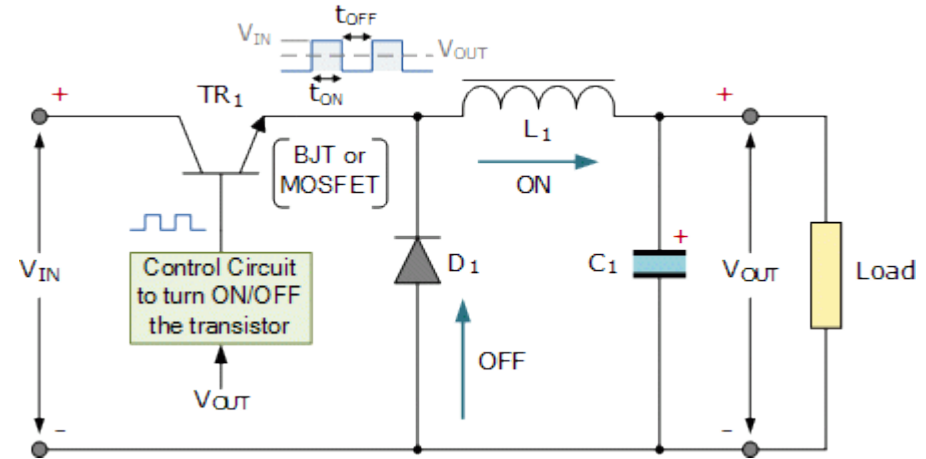 tOFF
VIN
VOUT
tON
+
TR1
+
L1
BJT or
MOSFET
ON
+
VIN
Control Circuit
to turn ON/OFF
the transistor
D1
C1
VOUT
Load
OFF
VOUT
-
-